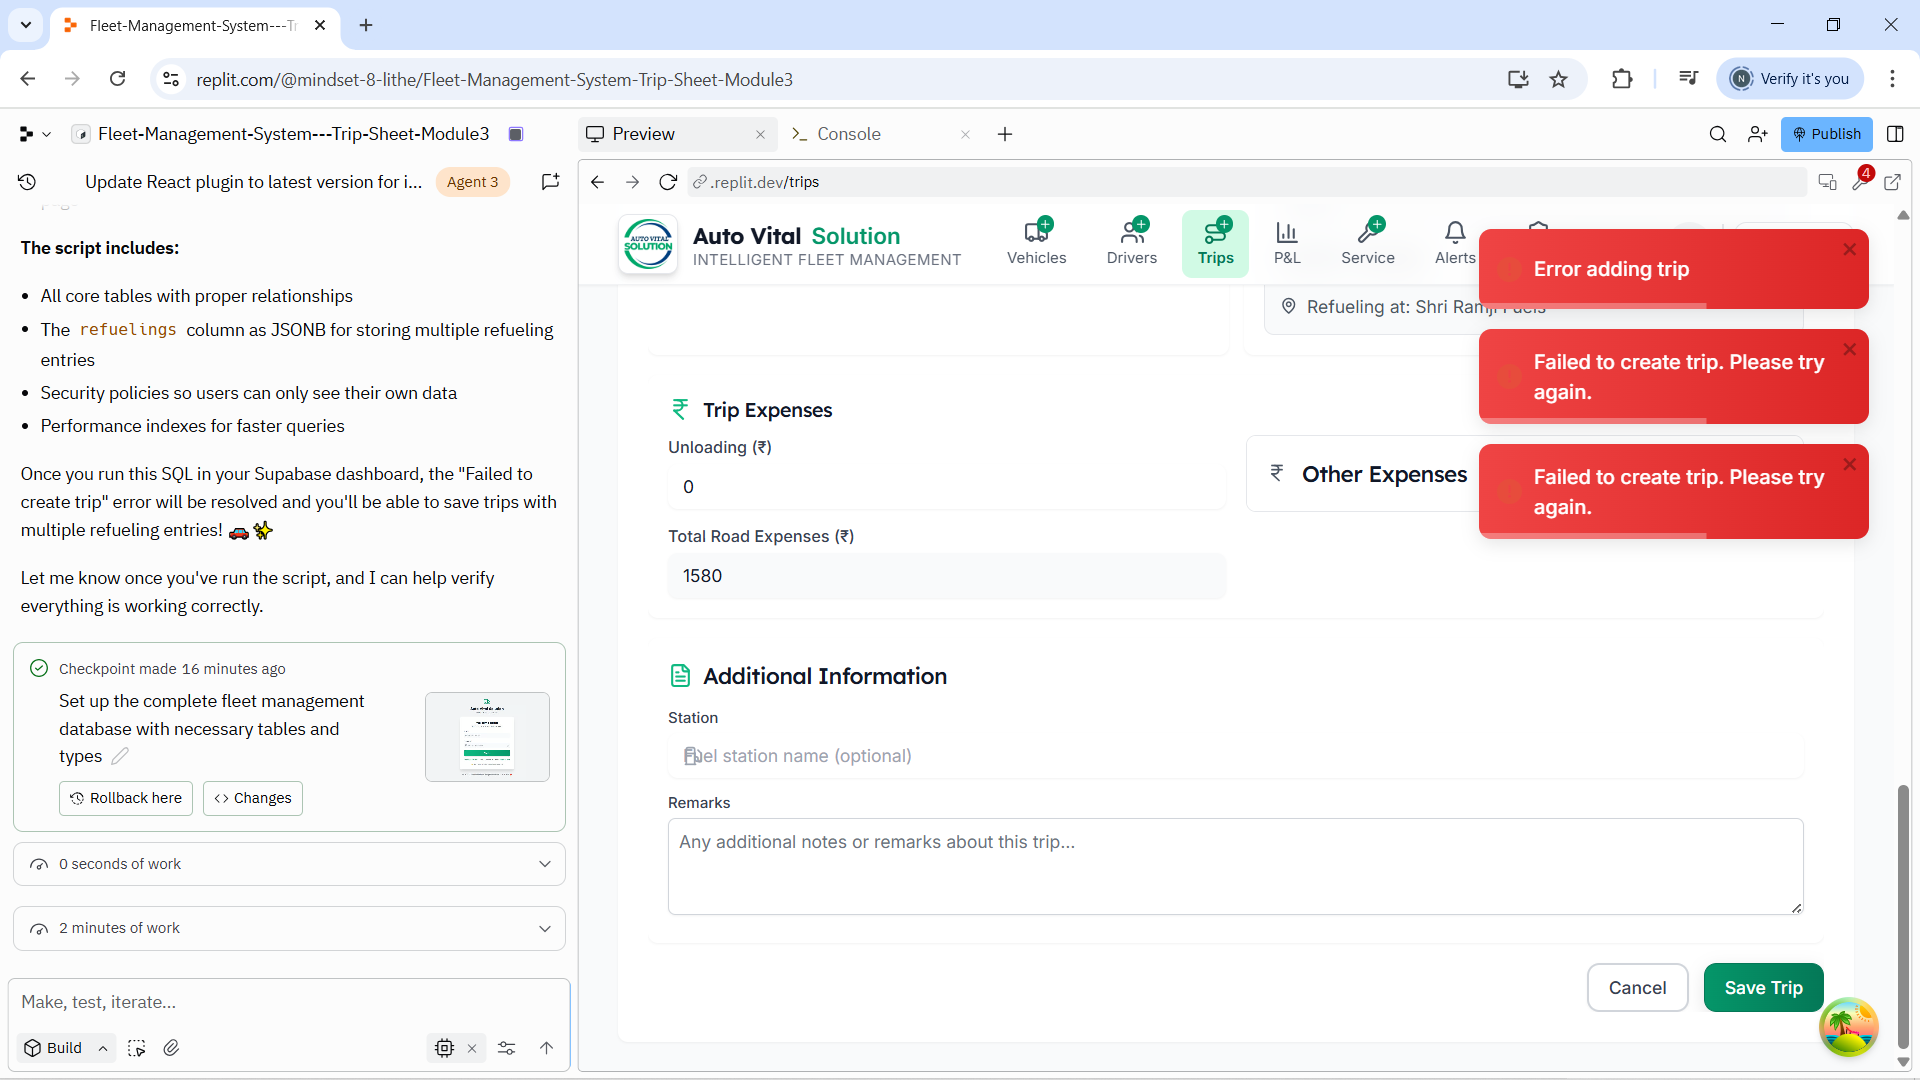 Fleet-Management-System---Tr
replit.com/@mindset-8-lithe/Fleet-Management-System-Trip-Sheet-Module3
N
Verify it's you
Fleet-Management-System---Trip-Sheet-Module3
Preview
Console
Publish
Update React plugin to latest version for i...
Agent 3
.replit.dev/trips
4
page
The script includes:
All core tables with proper relationships
The refuelings column as JSONB for storing multiple refueling
entries
Security policies so users can only see their own data
Performance indexes for faster queries
Once you run this SQL in your Supabase dashboard, the "Failed to
create trip" error will be resolved and you'll be able to save trips with
multiple refueling entries! 🚗✨
Let me know once you've run the script, and I can help verify
everything is working correctly.
Checkpoint made 16 minutes ago
Set up the complete fleet management
database with necessary tables and
types
Rollback here
Changes
0 seconds of work
2 minutes of work
Make, test, iterate...
Build
AUTO VITAL
SOLUTION
Auto Vital Solution
INTELLIGENT FLEET MANAGEMENT
Vehicles
Drivers
Trips
P&L
Service
Alerts
Error adding trip
Failed to create trip. Please try
again.
Failed to create trip. Please try
again.
Refueling at: Shri Ramji Fuels
Trip Expenses
Unloading (₹)
0
Other Expenses
Total Road Expenses (₹)
1580
Additional Information
Station
Fuel station name (optional)
Remarks
Any additional notes or remarks about this trip...
Cancel
Save Trip